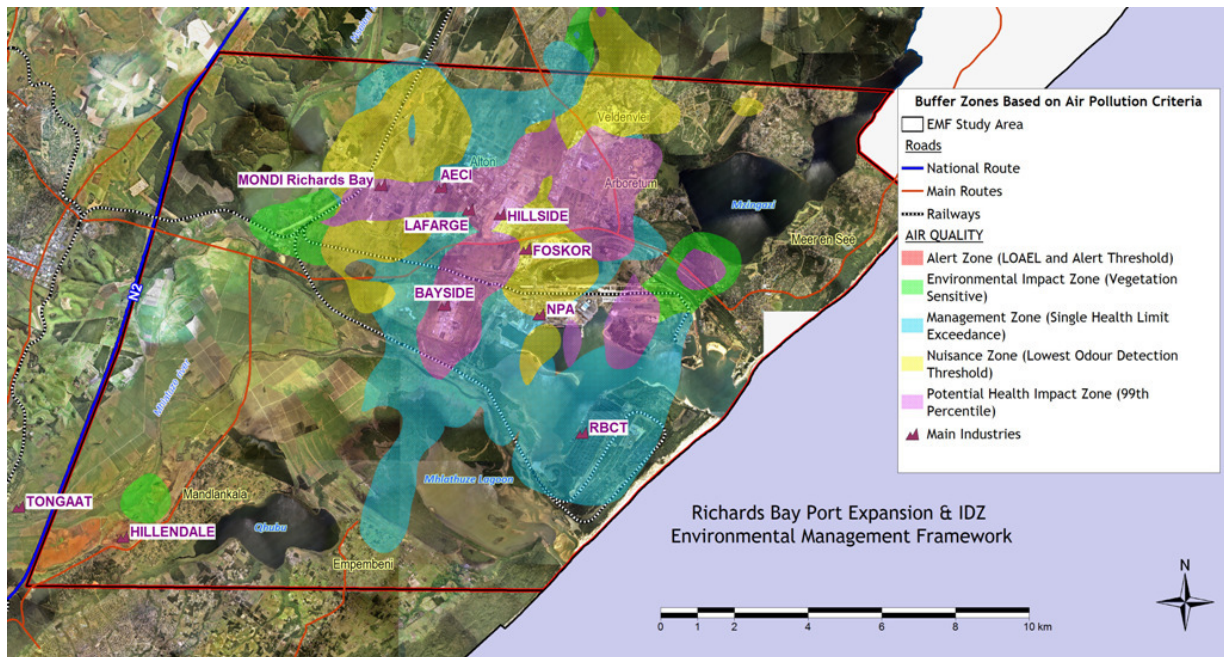 Buffer Zones Based on Air Pollution Criteria
EMF Study Area
Roads
National Route
Main Routes
Railways
AIR QUALITY
Alert Zone (LOAEL and Alert Threshold)
Environmental Impact Zone (Vegetation
Sensitive)
Management Zone (Single Health Limit
Exceedance)
Nuisance Zone (Lowest Odour Detection
Threshold)
Potential Health Impact Zone (99th
Percentile)
Main Industries
Veldenvlei
Alton
MONDI Richards Bay
AECI
Arboretum
Mzingazi
LAFARGE
HILLSIDE
Meer en See
FOSKOR
N2
BAYSIDE
NPA
RBCT
Mhlathuze Lagoon
Mandlankala
TONGAAT
HILLENDALE
Qhubu
Empembeni
Richards Bay Port Expansion & IDZ
Environmental Management Framework
N
0 1 2 4 6 8 10 km